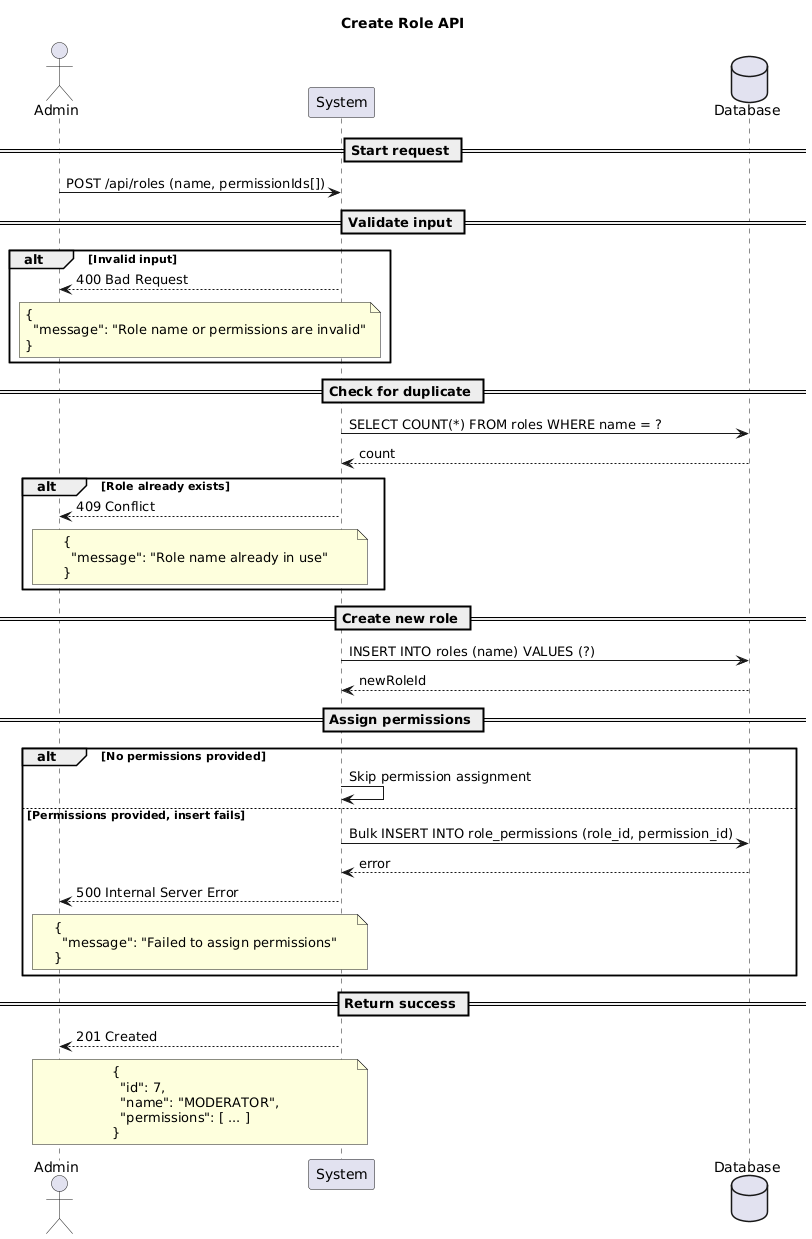 Create Role API
Admin
System
Database
Start request
POST /api/roles (name, permissionIds[])
Validate input
alt [Invalid input]
400 Bad Request
{
"message": "Role name or permissions are invalid"
}
Check for duplicate
SELECT COUNT(*) FROM roles WHERE name = ?
count
alt [Role already exists]
409 Conflict
{
"message": "Role name already in use"
}
Create new role
INSERT INTO roles (name) VALUES (?)
newRoleId
Assign permissions
alt [No permissions provided]
Skip permission assignment
[Permissions provided, insert fails]
Bulk INSERT INTO role_permissions (role_id, permission_id)
error
500 Internal Server Error
{
"message": "Failed to assign permissions"
}
Return success
201 Created
{
"id": 7,
"name": "MODERATOR",
"permissions": [ ... ]
}
Admin
System
Database